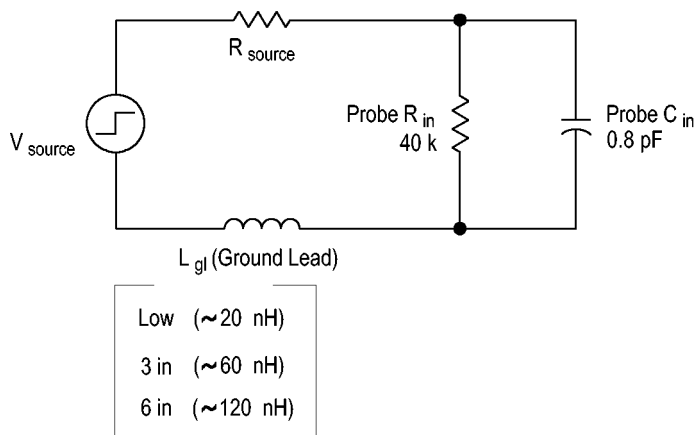 R source
V source
Probe R in
40 k
Probe C in
0.8 pF
L gl (Ground Lead)
Low (~20 nH)
3 in (~60 nH)
6 in (~120 nH)